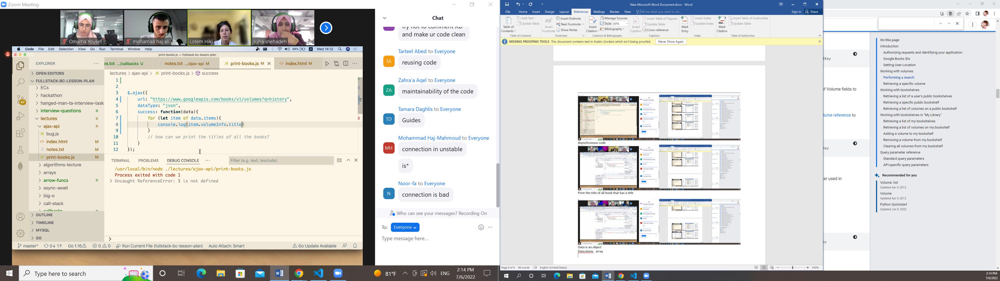 Zoom Meeting
Omama Yousef
mohamad haj ali
Lotem Hiki
suha shehadeh
Code File Edit Selection View Go Run Terminal Window Help
88%
Wed 14:12
print-books.js — fullstack-bc-lesson-plan
EXPLORER
es.txt .../callbacks U
notes.txt .../ajax-api M
JS print-books.js M
index.html M
OPEN EDITORS
lectures > ajax-api > JS print-books.js > success
FULLSTACK-BC-LESSON-PLAN
ECs
hackathon
hanged-man-ta-interview-task
interview-questions
lectures
ajax-api
JS bug.js
index.html M
notes.txt M
JS print-books.js M
algorithms-lecture
arrays
arrow-funcs
async-await
big-o
call-stack
callbacks
OUTLINE
TIMELINE
MYSQL
GO
47
1
2
3 $.ajax({
4 url: "https://www.googleapis.com/books/v1/volumes?q=history",
5 dataType: "json",
6 success: function(data){
7 for (let item of data.items){
8 console.log(item.volumeInfo.title)
9 }
10 // how can we print the titles of all the books?
11 }
12 });
TERMINAL PROBLEMS DEBUG CONSOLE
Filter (e.g. text, !exclude)
/usr/local/bin/node ./lectures/ajax-api/print-books.js
Process exited with code 1
Uncaught ReferenceError: $ is not defined
master* 0↓ 1↑ Go 1.16 0 0 Run Current File (fullstack-bc-lesson-plan) Auto Attach: Smart Go Update Available
Chat
try not to comment XD
and make ur code clean
Tarteel Abed to Everyone
TA
reusing code
Zahra'a Aqel to Everyone
ZA
maintainability of the code
Tamara Daghlis to Everyone
TD
Guides
Mohammad Haj-Mahmoud to Everyone
MH
connection in unstable
is*
Noor-fa to Everyone
N
connection is bad
Who can see your messages? Recording On
To: Everyone
Type message here...
Type here to search
81°F
ENG
2:14 PM
7/6/2022
New Microsoft Word Document.docx - Word
File Home Insert Design Layout References Mailings Review View Tell me what you want to do...
Sign in Share
Table of Contents
Add Text
Update Table
Table of Contents
AB1
Insert Footnote
Insert Endnote
Next Footnote
Show Notes
Footnotes
Insert Citation
Manage Sources
Style: APA
Bibliography
Citations & Bibliography
Insert Caption
Insert Table of Figures
Update Table
Cross-reference
Captions
Mark Entry
Insert Index
Update Index
Index
Mark Citation
Insert Table of Authorities
Update Table
Table of Authorities
MISSING PROOFING TOOLS This document contains text in Arabic (Jordan) which isn't being proofed. Never Show Again
Asynchronous code
Print the title of all book that has a title
Data is an object
Data.items array
Page 9 of 9 86 words English (United States)
100%
IKey
of Volume fields to
lume reference to
Key
ter used in
ey
On this page
Introduction
Authorizing requests and identifying your application
Google Books IDs
Setting User Location
Working with volumes
Performing a search
Retrieving a specific volume
Working with bookshelves
Retrieving a list of a user's public bookshelves
Retrieving a specific public bookshelf
Retrieving a list of volumes on a public bookshelf
Working with bookshelves in "My Library"
Retrieving a list of my bookshelves
Retrieving a list of volumes on my bookshelf
Adding a volume to my bookshelf
Removing a volume from my bookshelf
Clearing all volumes from my bookshelf
Query parameter reference
Standard query parameters
API-specific query parameters
Recommended for you
Volume: list
Updated Apr 4, 2012
Volume
Updated Apr 4, 2012
Python Quickstart
Updated Jun 9, 2022
2:14 PM
7/6/2022